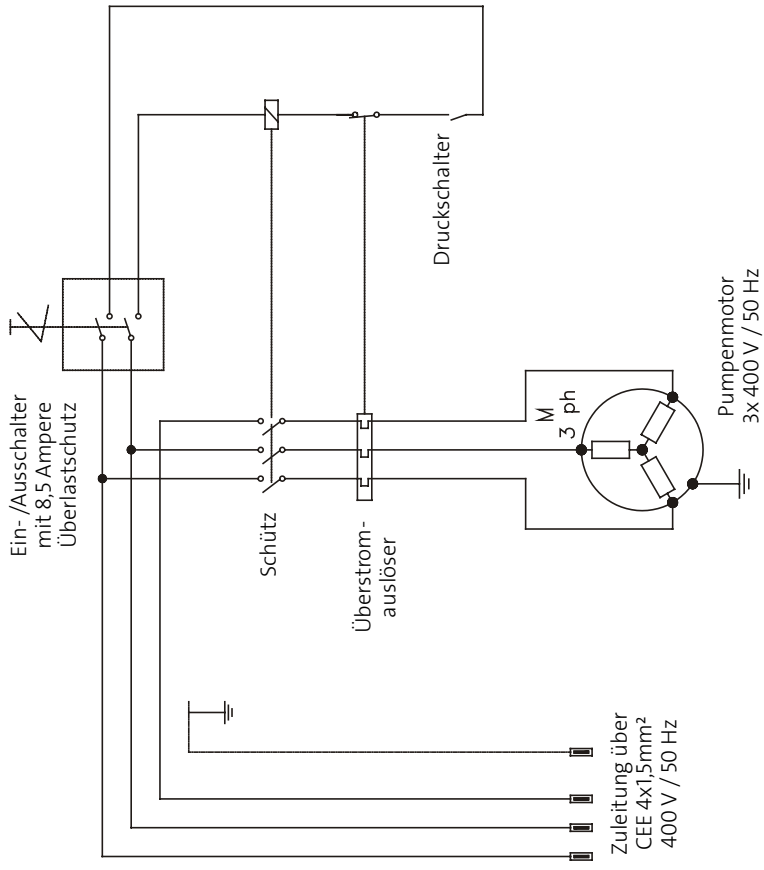 Ein-/Ausschalter
mit 8,5 Ampere
Überlastschutz
Druckschalter
Schütz
Überstrom-
auslöser
M
3 ph
Pumpenmotor
3x 400 V / 50 Hz
Zuleitung über
CEE 4x1,5mm²
400 V / 50 Hz